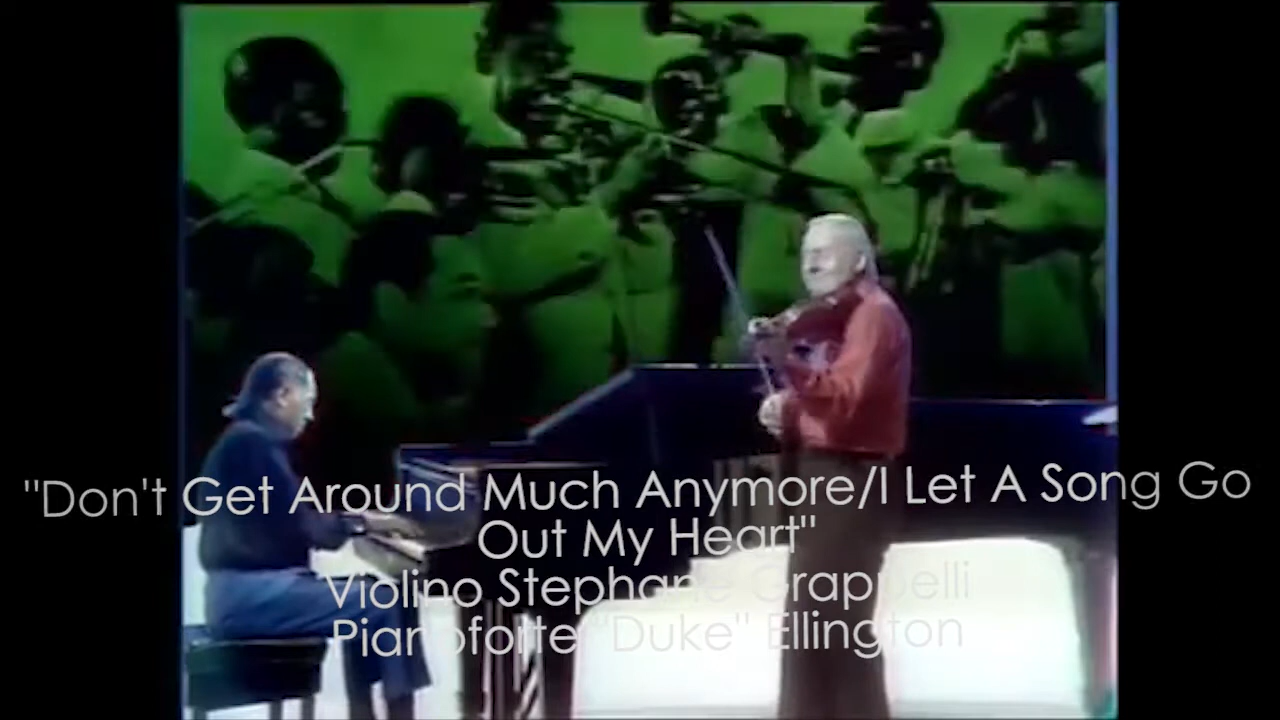 "Don't Get Around Much Anymore/I Let A Song Go
Out My Heart"
Violino Stephane Grappelli
Pianoforte "Duke" Ellington